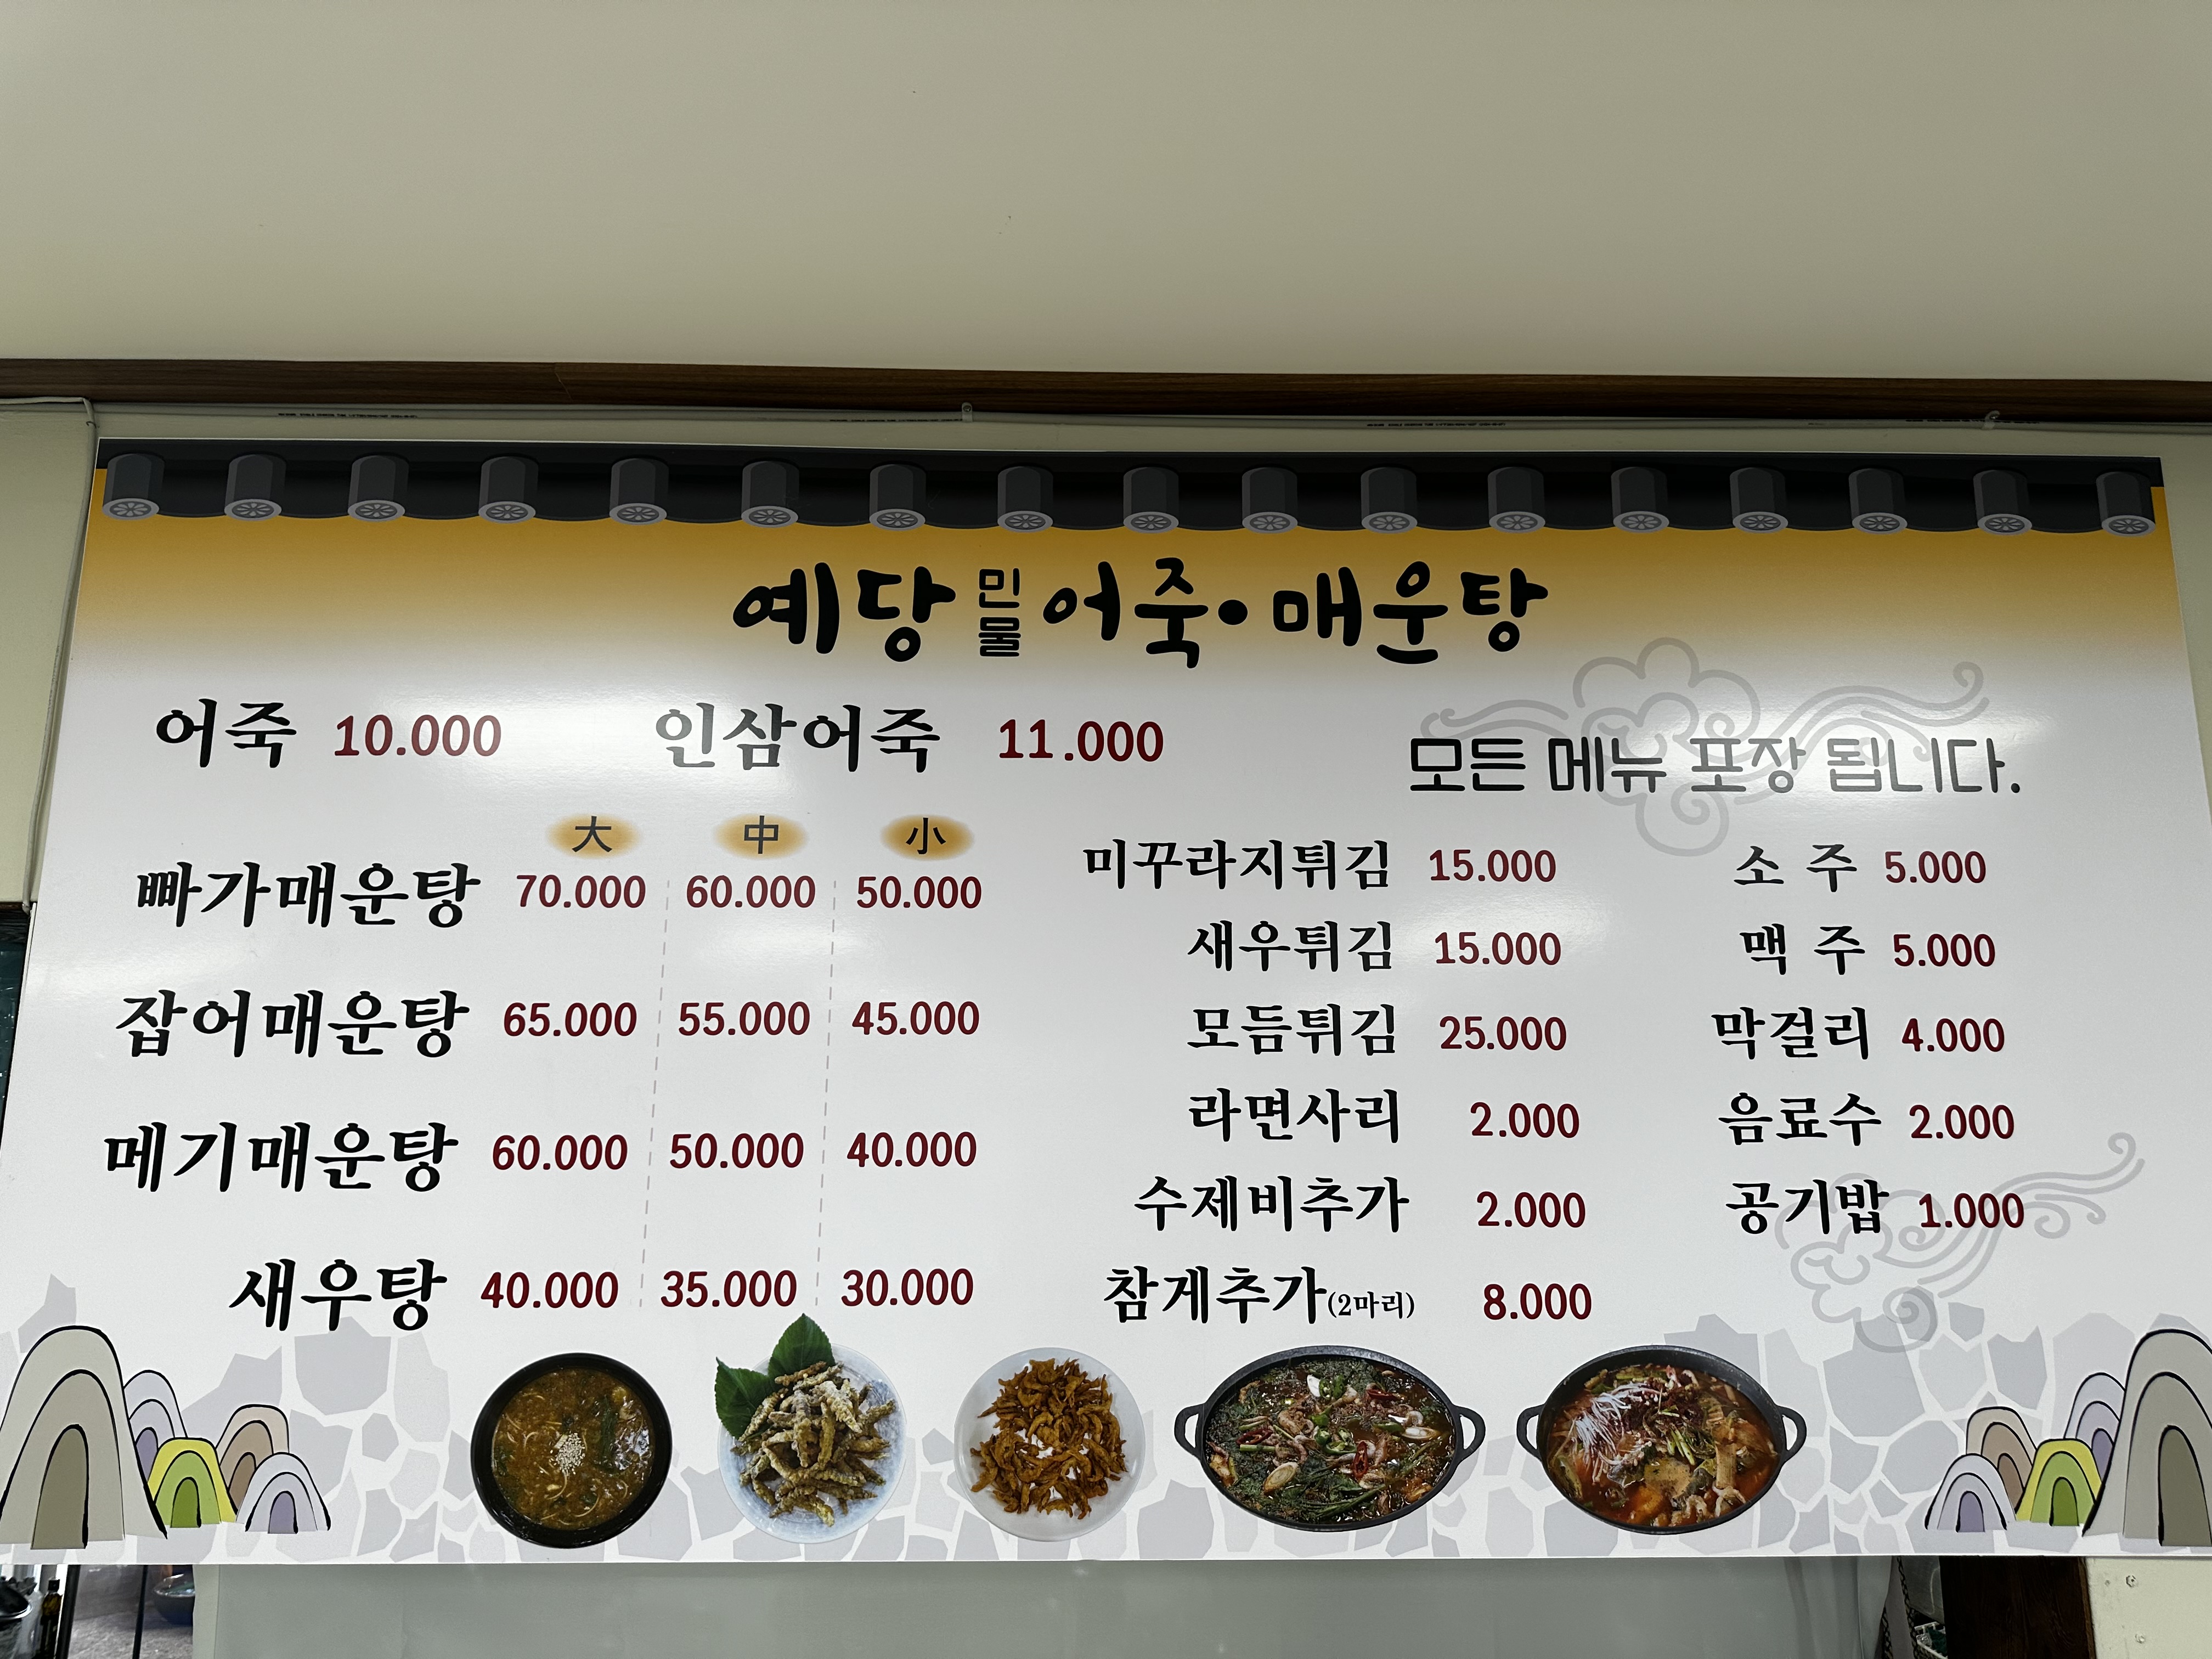 예당 민물 어죽·매운탕
어죽 10.000 인삼어죽 11.000
모든 메뉴 포장 됩니다.
大 中 小
빠가매운탕 70.000 60.000 50.000
잡어매운탕 65.000 55.000 45.000
메기매운탕 60.000 50.000 40.000
새우탕 40.000 35.000 30.000
미꾸라지튀김 15.000
새우튀김 15.000
모듬튀김 25.000
라면사리 2.000
수제비추가 2.000
참게추가(2마리) 8.000
소 주 5.000
맥 주 5.000
막걸리 4.000
음료수 2.000
공기밥 1.000